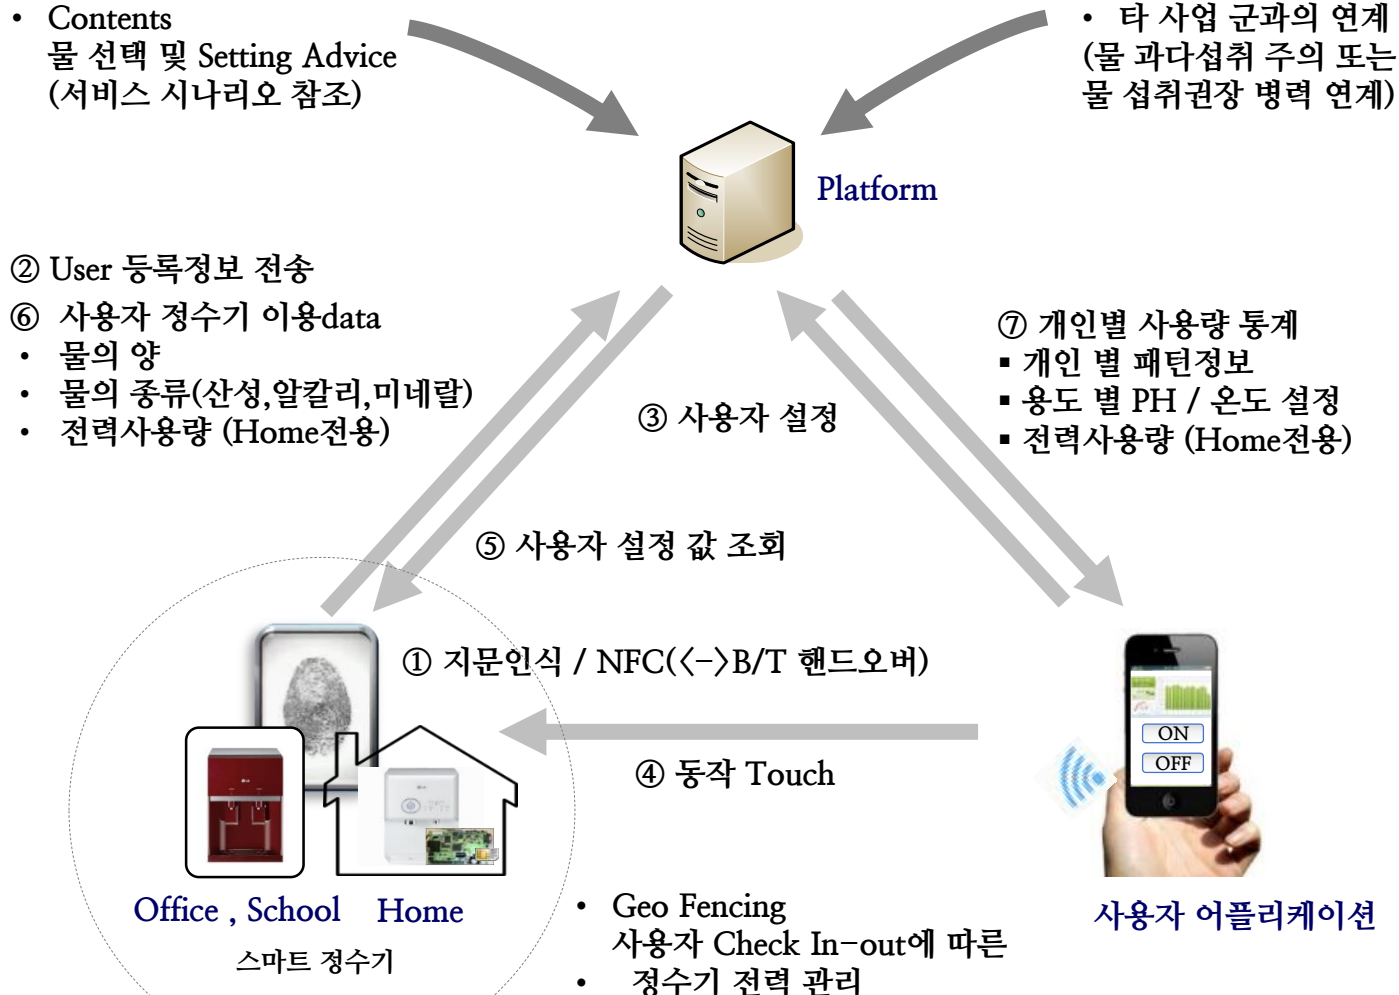 • Contents
물 선택 및 Setting Advice
(서비스 시나리오 참조)
• 타 사업 군과의 연계
(물 과다섭취 주의 또는
물 섭취권장 병력 연계)
Platform
② User 등록정보 전송
⑥ 사용자 정수기 이용data
• 물의 양
• 물의 종류(산성,알칼리,미네랄)
• 전력사용량 (Home전용)
⑦ 개인별 사용량 통계
▪ 개인 별 패턴정보
▪ 용도 별 PH / 온도 설정
▪ 전력사용량 (Home전용)
③ 사용자 설정
⑤ 사용자 설정 값 조회
① 지문인식 / NFC(<->B/T 핸드오버)
④ 동작 Touch
ON
OFF
Office , School Home
스마트 정수기
사용자 어플리케이션
• Geo Fencing
사용자 Check In-out에 따른
• 정수기 전력 관리